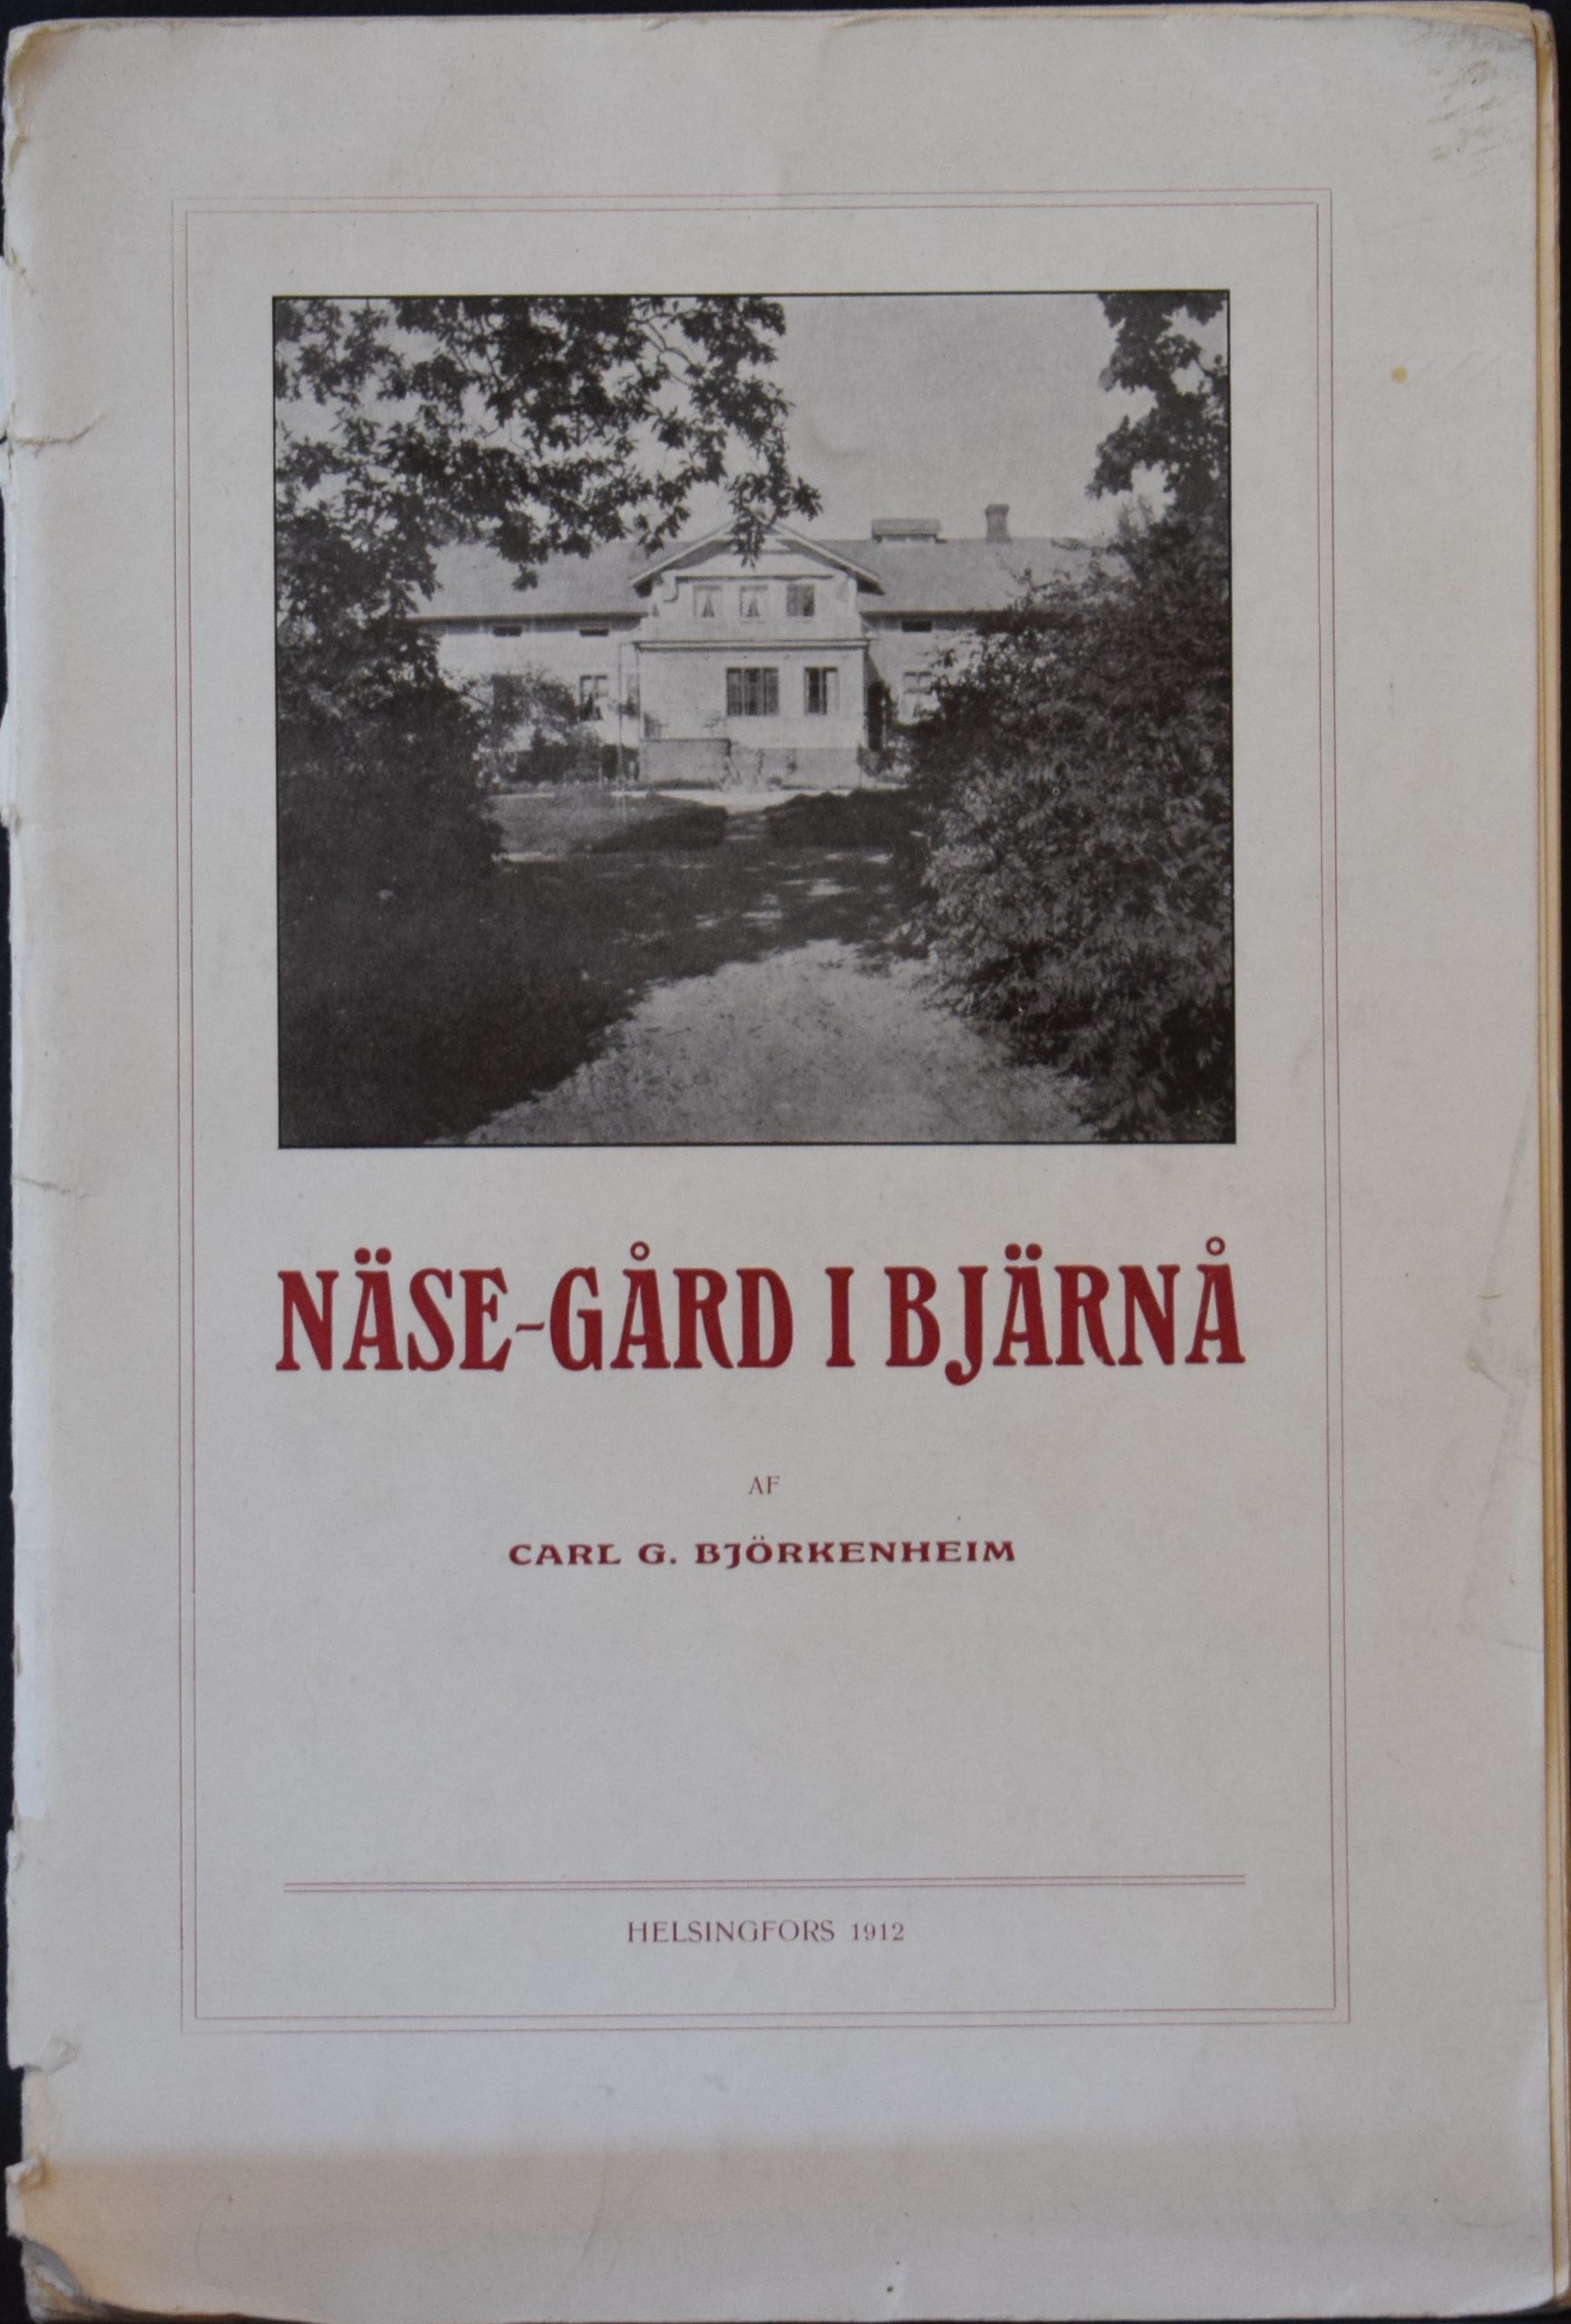 NÄSE-GÅRD I BJÄRNÅ
AF
CARL G. BJÖRKENHEIM
HELSINGFORS 1912